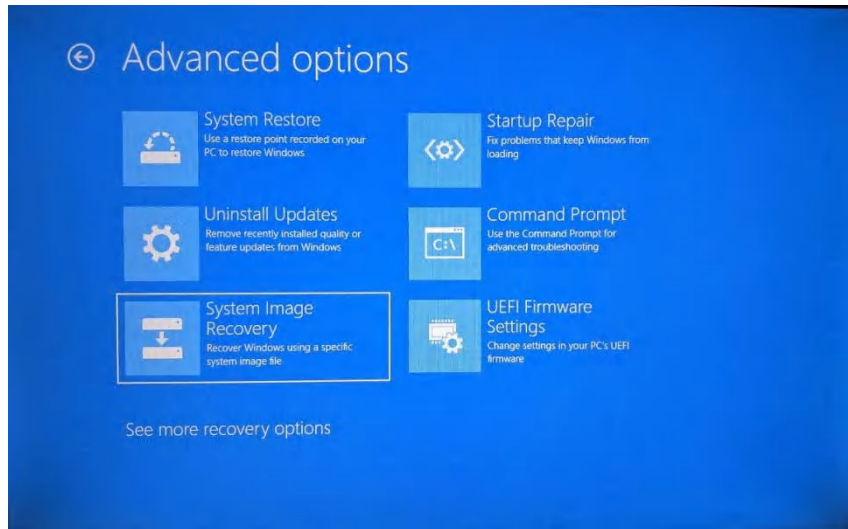 Advanced options
System Restore
Use a restore point recorded on your
PC to restore Windows
Startup Repair
Fix problems that keep Windows from
loading
Uninstall Updates
Remove recently installed quality or
feature updates from Windows
Command Prompt
Use the Command Prompt for
advanced troubleshooting
C:\
System Image
Recovery
Recover Windows using a specific
system image file
UEFI Firmware
Settings
Change settings in your PC's UEFI
firmware
See more recovery options